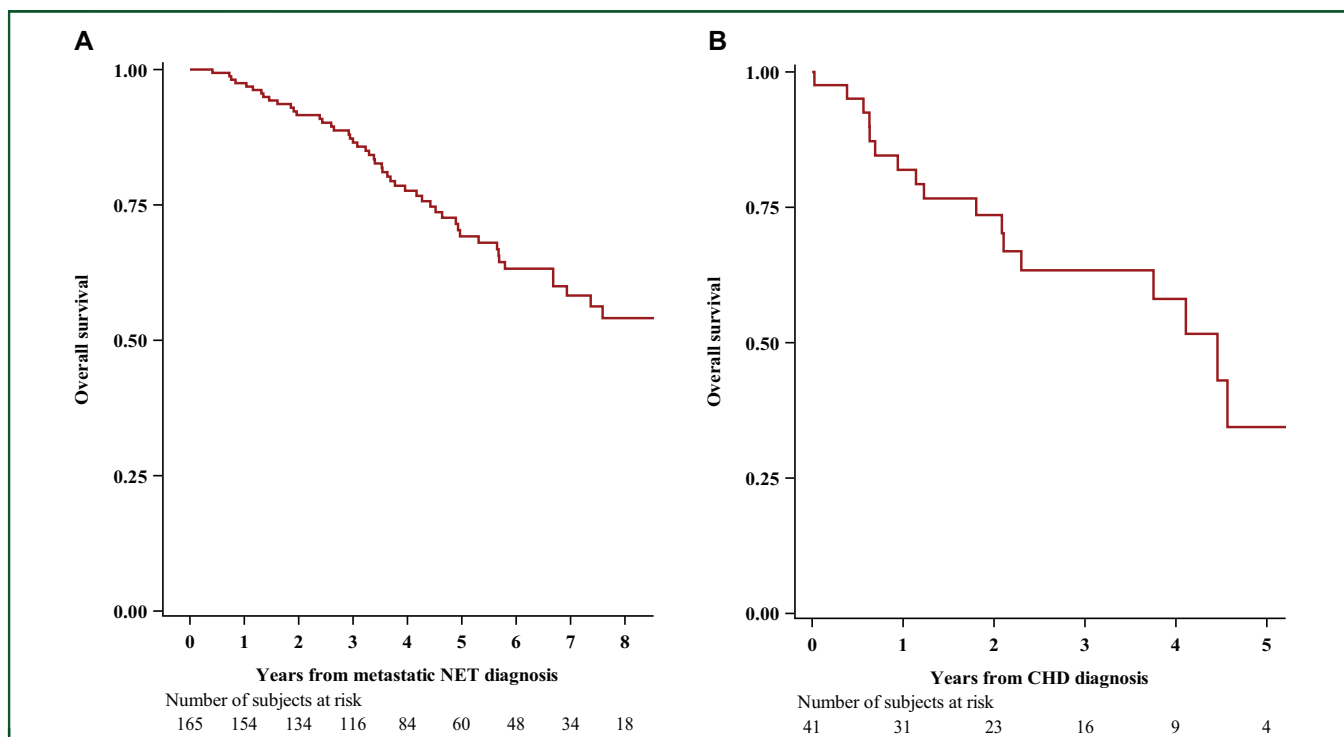 A
1.00
0.75
0.50
0.25
0.00
Overall survival
0 1 2 3 4 5 6 7 8
Years from metastatic NET diagnosis
Number of subjects at risk
165 154 134 116 84 60 48 34 18
B
1.00
0.75
0.50
0.25
0.00
Overall survival
0 1 2 3 4 5
Years from CHD diagnosis
Number of subjects at risk
41 31 23 16 9 4